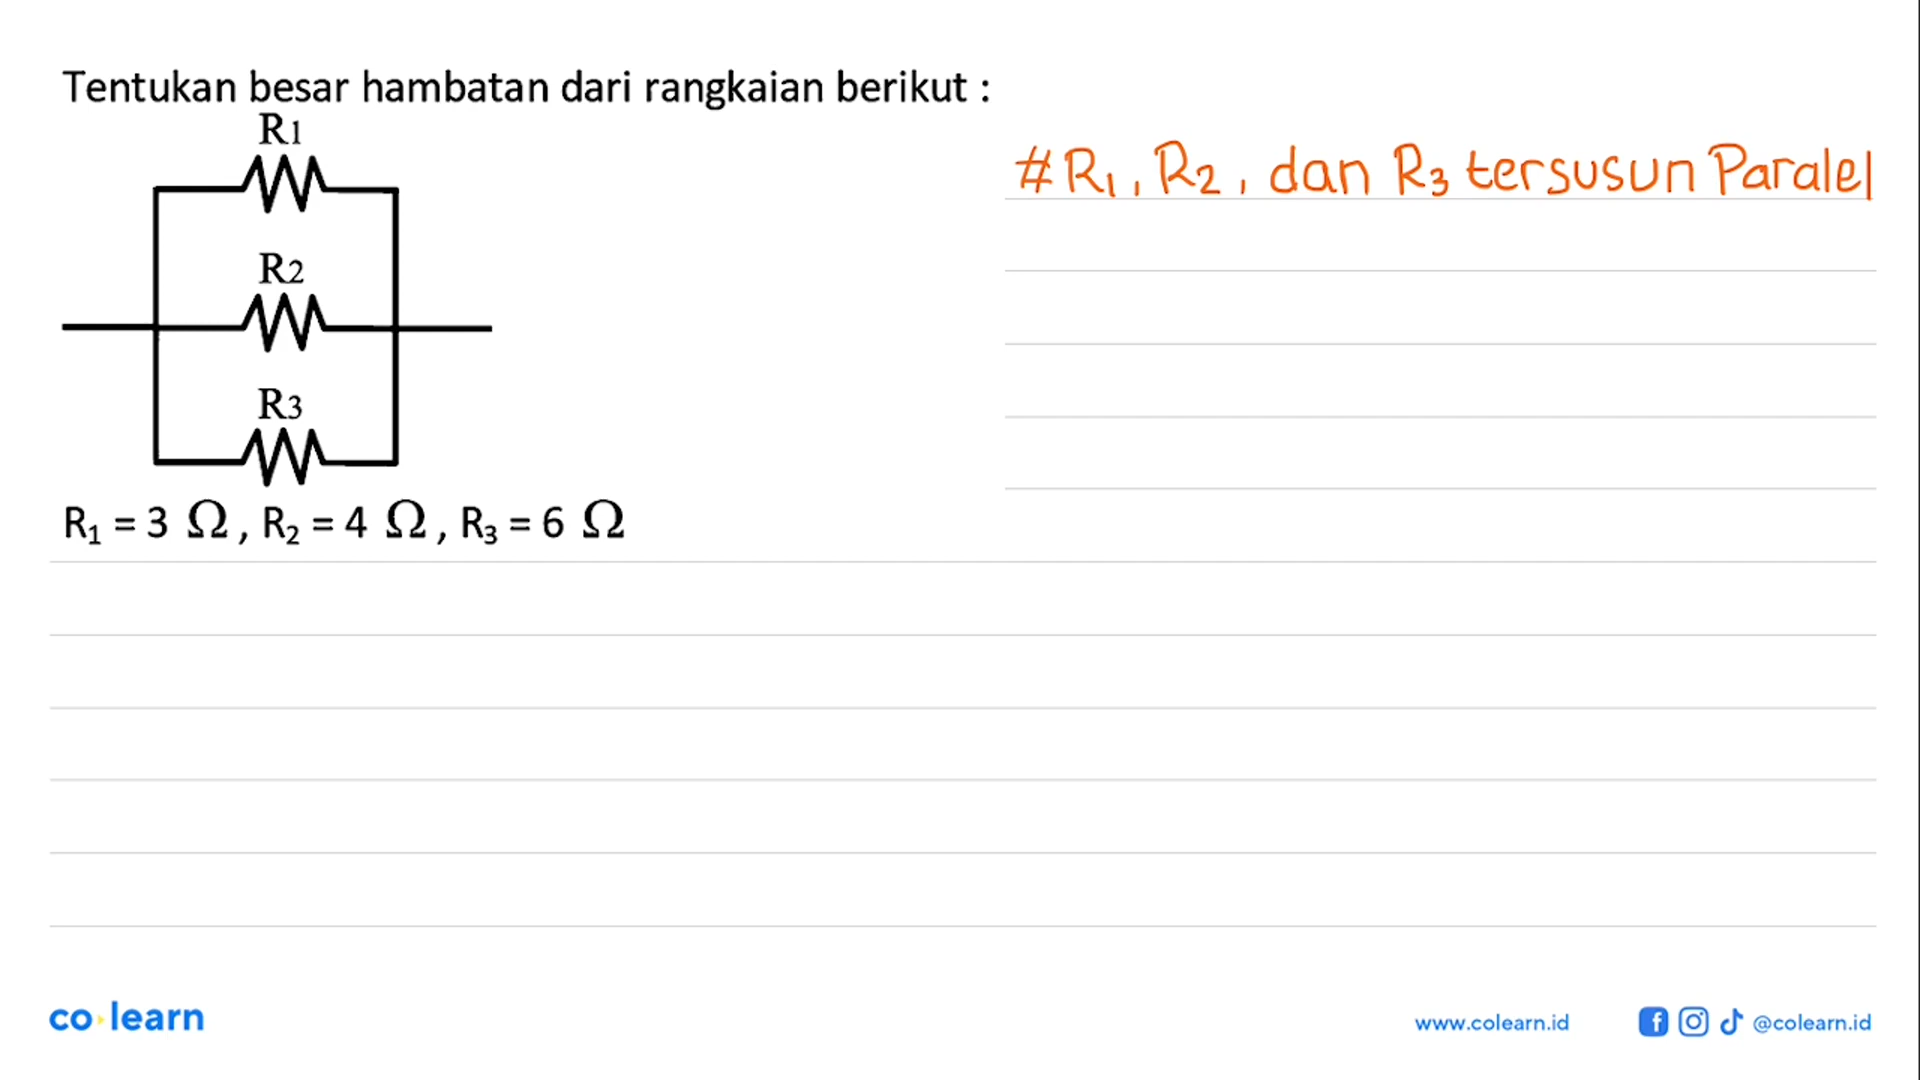 Tentukan besar hambatan dari rangkaian berikut :
R1
#R₁, R₂, dan R₃ tersusun Paralel
R2
R3
R₁ = 3 Ω, R₂ = 4 Ω, R₃ = 6 Ω
co learn
www.colearn.id
@colearn.id